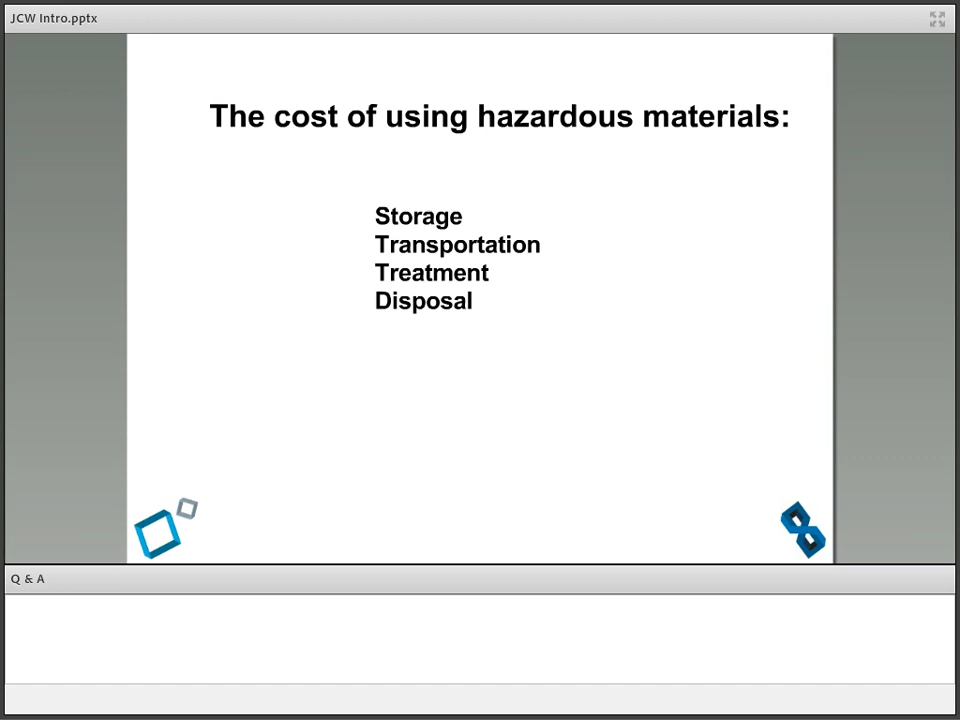 JCW Intro.pptx
The cost of using hazardous materials:
Storage
Transportation
Treatment
Disposal
Q & A